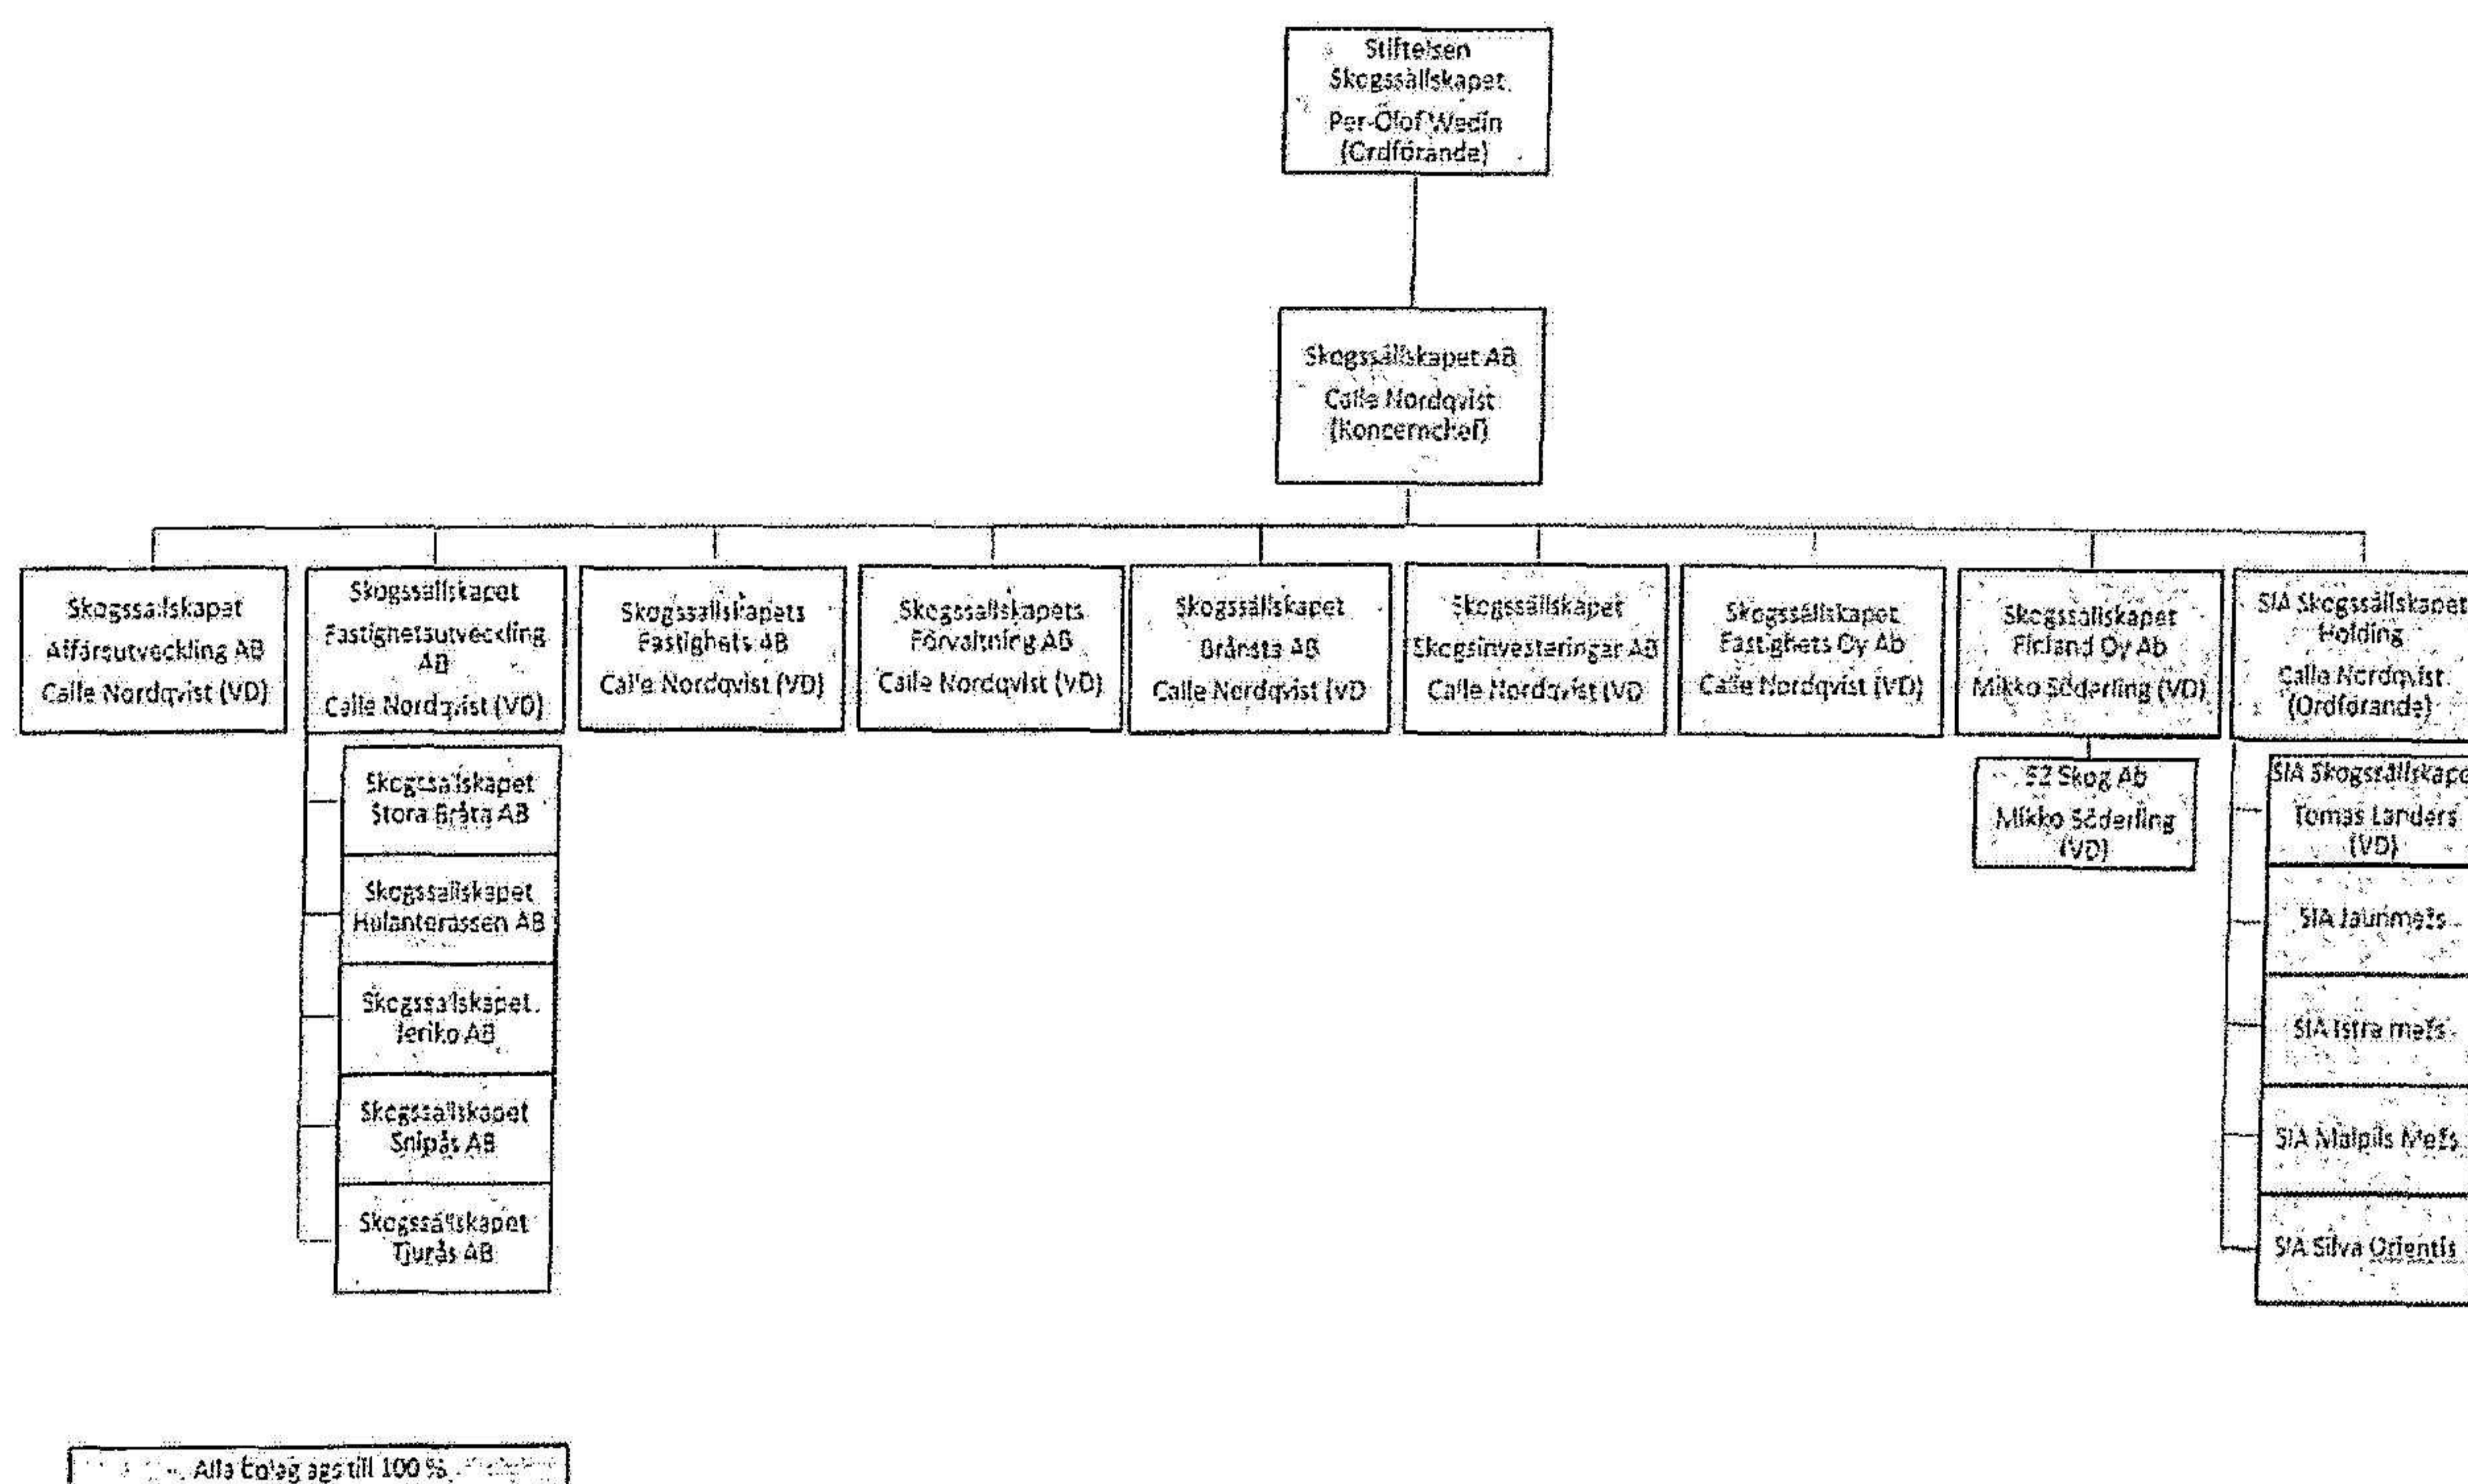 Stiftelsen
Skogssällskapet
Per-Olof Wedin
(Ordförande)
Skogssällskapet AB
Calle Nordqvist
(Koncernchef)
Skogssällskapet
Affärsutveckling AB
Calle Nordqvist (VD)
Skogssällskapet
Fastighetsutveckling
AB
Calle Nordqvist (VD)
Skogssällskapets
Fastighets AB
Calle Nordqvist (VD)
Skogssällskapets
Förvaltning AB
Calle Nordqvist (VD)
Skogssällskapet
Brånsta AB
Calle Nordqvist (VD
Skogssällskapet
Skogsinvesteringar AB
Calle Nordqvist (VD
Skogssällskapet
Fastighets Oy Ab
Calle Nordqvist (VD)
Skogssällskapet
Finland Oy Ab
Mikko Söderling (VD)
SIA Skogssällskapet
Holding
Calle Nordqvist
(Ordförande)
Skogssällskapet
Stora Bråta AB
Skogssällskapet
Hulanterassen AB
Skogssällskapet
Jeriko AB
Skogssällskapet
Snipås AB
Skogssällskapet
Tjurås AB
Skog Ab
Mikko Söderling
(VD)
SIA Skogssällskape
Tomas Landers
(VD)
SIA Jaunmežs
SIA Istra mežs
SIA Malpils Mežs
SIA Silva Orientis
Alla bolag ägs till 100 %